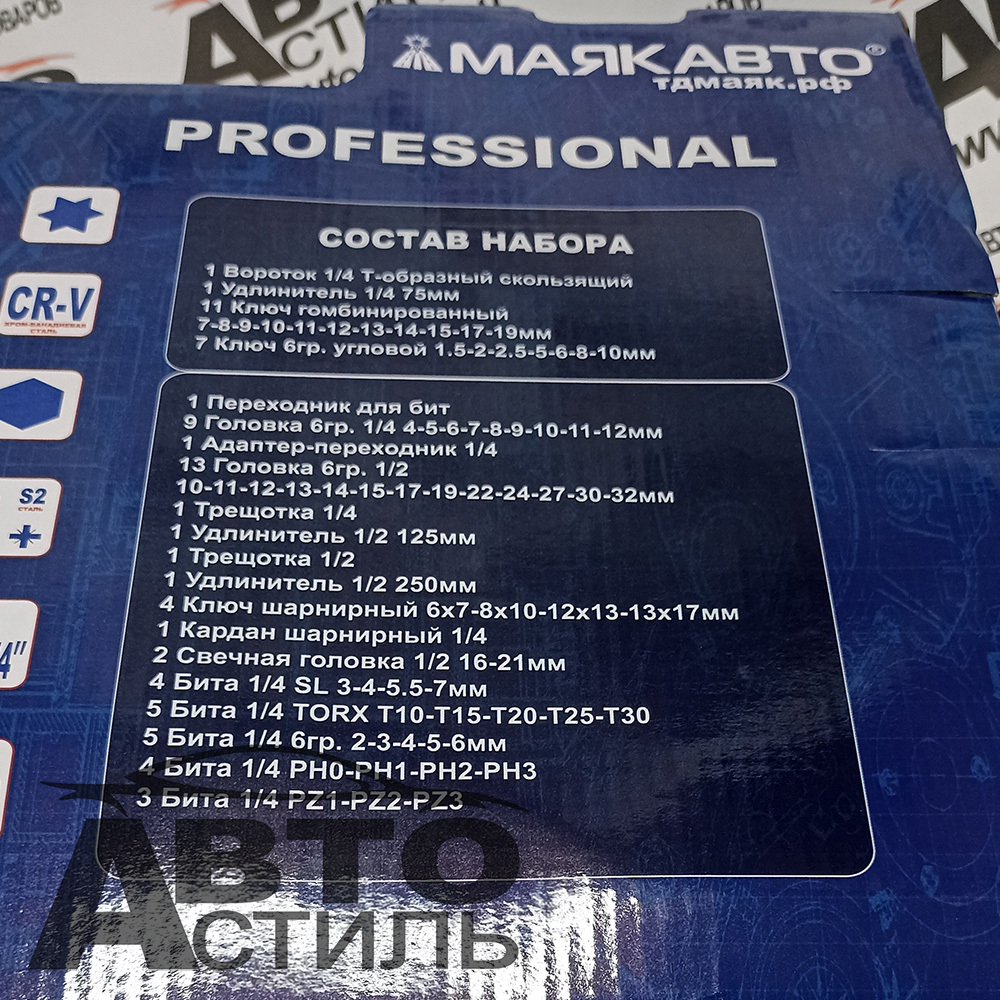 ТОВАРОВ
АВТО
СТИЛЬ
МАЯКАВТО®
тдмаяк.рф
PROFESSIONAL
СОСТАВ НАБОРА
1 Вороток 1/4 Т-образный скользящий
1 Удлинитель 1/4 75мм
11 Ключ гомбинированный
7-8-9-10-11-12-13-14-15-17-19мм
7 Ключ 6гр. угловой 1.5-2-2.5-5-6-8-10мм
CR-V
ХРОМ-ВАНАДИЕВАЯ
СТАЛЬ
S2
СТАЛЬ
/4"
1 Переходник для бит
9 Головка 6гр. 1/4 4-5-6-7-8-9-10-11-12мм
1 Адаптер-переходник 1/4
13 Головка 6гр. 1/2
10-11-12-13-14-15-17-19-22-24-27-30-32мм
1 Трещотка 1/4
1 Удлинитель 1/2 125мм
1 Трещотка 1/2
1 Удлинитель 1/2 250мм
4 Ключ шарнирный 6х7-8х10-12х13-13х17мм
1 Кардан шарнирный 1/4
2 Свечная головка 1/2 16-21мм
4 Бита 1/4 SL 3-4-5.5-7мм
5 Бита 1/4 TORX T10-T15-T20-T25-T30
5 Бита 1/4 6гр. 2-3-4-5-6мм
4 Бита 1/4 PH0-PH1-PH2-PH3
3 Бита 1/4 PZ1-PZ2-PZ3
АВТО
СТИЛЬ